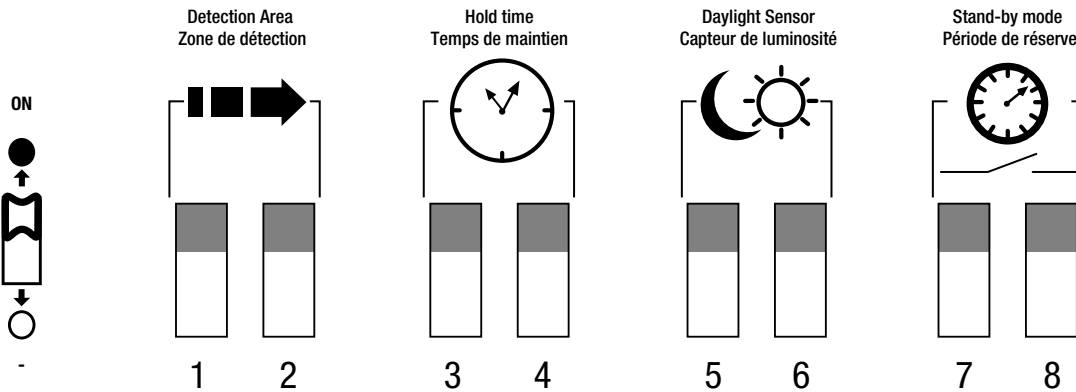 Detection Area
Zone de détection
Hold time
Temps de maintien
Daylight Sensor
Capteur de luminosité
Stand-by mode
Période de réserve
ON
-
1 2 3 4 5 6 7 8